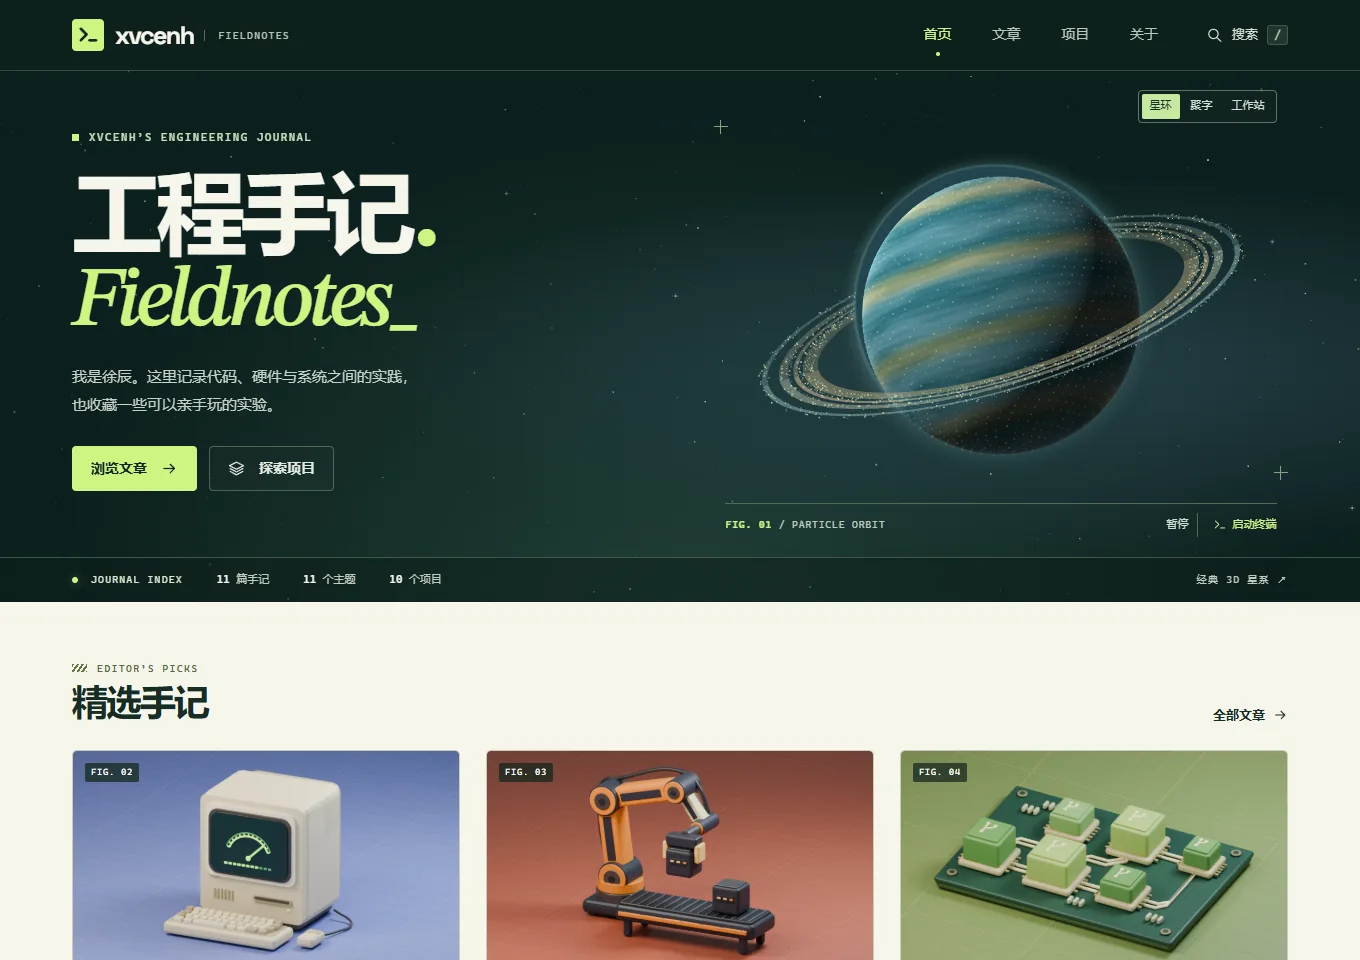 xvcenh
FIELDNOTES
首页
文章
项目
关于
搜索
/
星环
聚字
工作站
XVCENH'S ENGINEERING JOURNAL
工程手记.
Fieldnotes_
我是徐辰。这里记录代码、硬件与系统之间的实践，
也收藏一些可以亲手玩的实验。
浏览文章 →
探索项目
FIG. 01 / PARTICLE ORBIT
暂停
启动终端
JOURNAL INDEX
11 篇手记
11 个主题
10 个项目
经典 3D 星系 ↗
EDITOR'S PICKS
精选手记
全部文章 →
FIG. 02
FIG. 03
FIG. 04